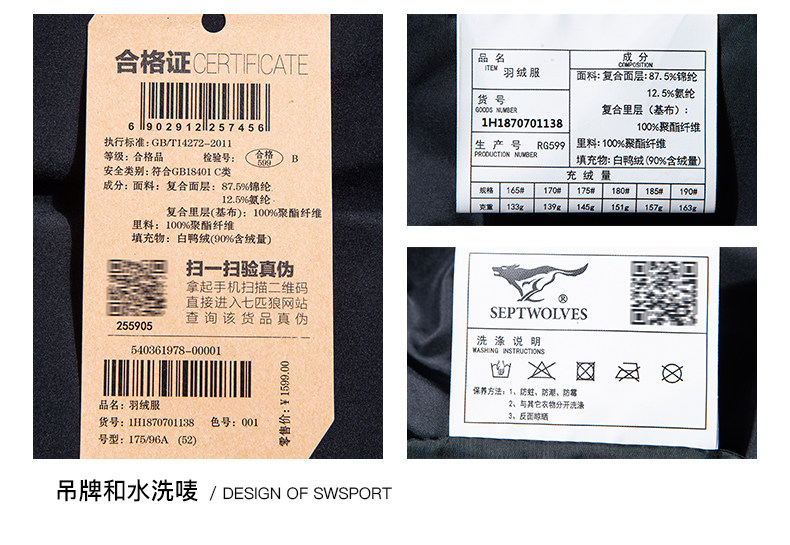 合格证CERTIFICATE
6 902912 257456
执行标准:GB/T14272-2011
等级: 合格品 检验号: 合格 599 B
安全类别: 符合GB18401 C类
成分: 面料: 复合面层: 87.5%锦纶
12.5%氨纶
复合里层(基布): 100%聚酯纤维
里料: 100%聚酯纤维
填充物: 白鸭绒(90%含绒量)
扫一扫验真伪
拿起手机扫描二维码
直接进入七匹狼网站
查询该货品真伪
255905
540361978-00001
品名: 羽绒服
货号: 1H1870701138 色号: 001
号型: 175/96A (52)
零售价: ¥1599.00
品名
ITEM 羽绒服
货号
GOODS NUMBER
1H1870701138
生产号 RG599
PRODUCTION NUMBER
成分
COMPOSITION
面料: 复合面层: 87.5%锦纶
12.5%氨纶
复合里层 (基布):
100%聚酯纤维
里料: 100%聚酯纤维
填充物: 白鸭绒(90%含绒量)
充绒量
规格 165# 170# 175# 180# 185# 190#
克重 133g 139g 145g 151g 157g 163g
®
SEPTWOLVES
洗涤说明
WASHING INSTRUCTIONS
保养方法: 1、防蛀、防潮、防霉
2、与其它衣物分开洗涤
3、反面晾晒
吊牌和水洗唛 / DESIGN OF SWSPORT